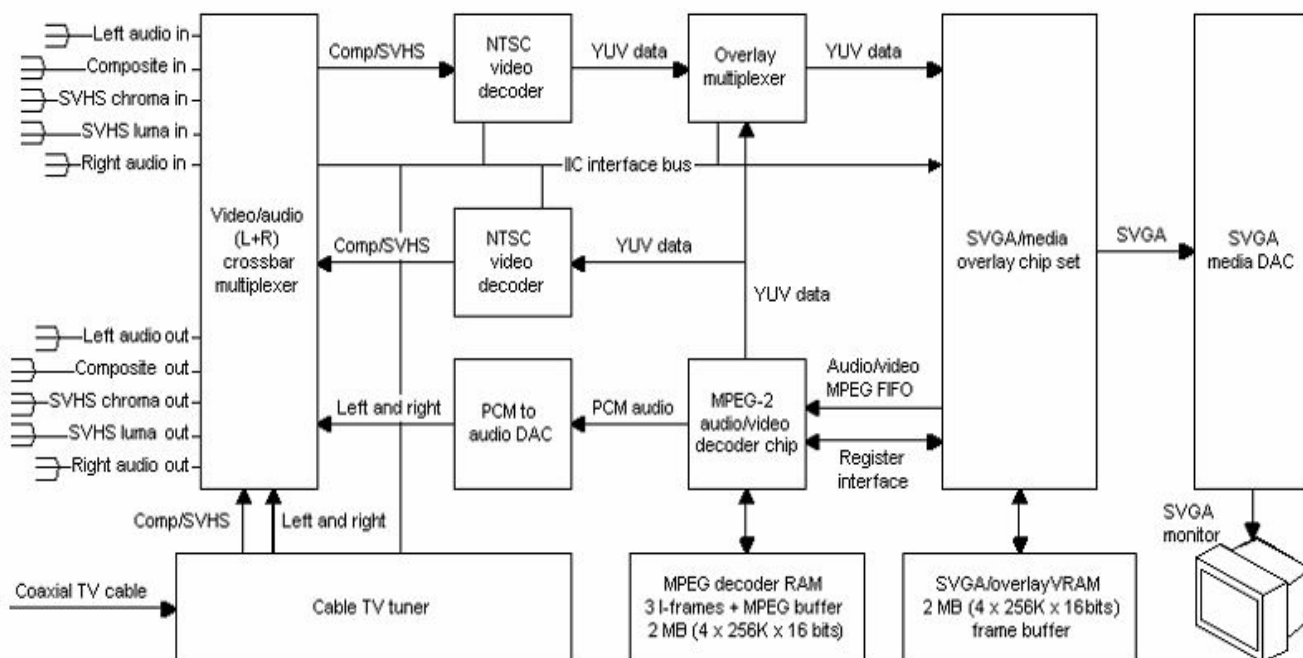 Left audio in
Composite in
SVHS chroma in
SVHS luma in
Right audio in
Video/audio
(L+R)
crossbar
multiplexer
Left audio out
Composite out
SVHS chroma out
SVHS luma out
Right audio out
Comp/SVHS
NTSC
video
decoder
YUV data
Overlay
multiplexer
YUV data
IIC interface bus
Comp/SVHS
NTSC
video
decoder
YUV data
YUV data
SVGA/media
overlay chip set
SVGA
SVGA
media DAC
Left and right
PCM to
audio DAC
PCM audio
MPEG-2
audio/video
decoder chip
Audio/video
MPEG FIFO
Register
interface
Comp/SVHS
Left and right
SVGA
monitor
Coaxial TV cable
Cable TV tuner
MPEG decoder RAM
3 I-frames + MPEG buffer
2 MB (4 x 256K x 16 bits)
SVGA/overlayVRAM
2 MB (4 x 256K x 16 bits)
frame buffer